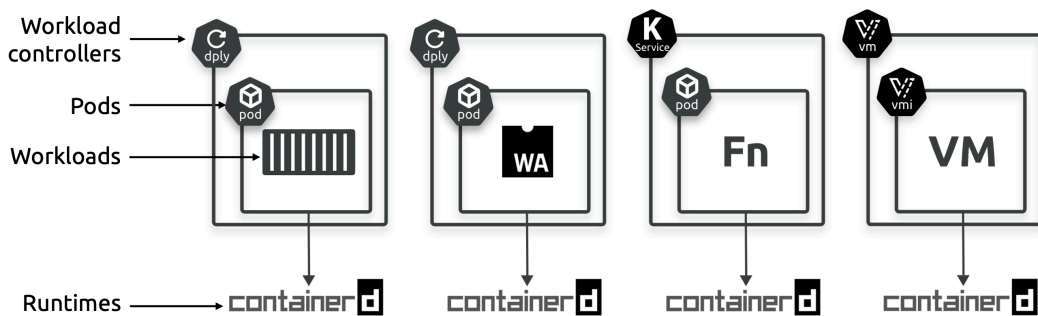 Workload
controllers
dply
dply
K
Service
vm
Pods
pod
pod
pod
vmi
Workloads
WA
Fn
VM
Runtimes
containerd
containerd
containerd
containerd